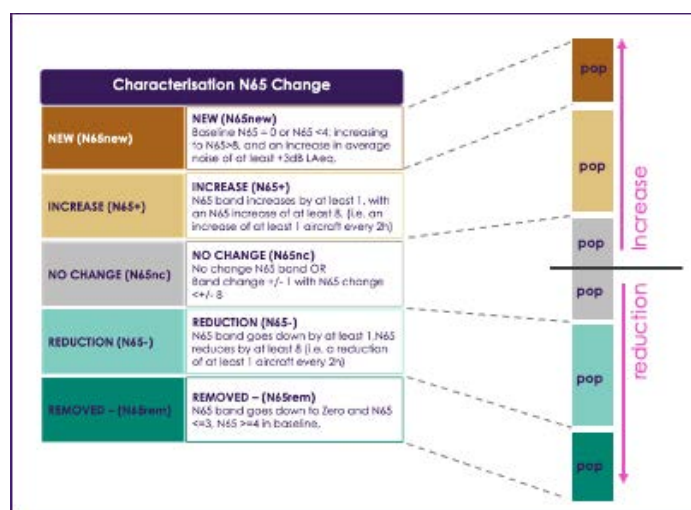 Characterisation N65 Change
NEW (N65new)
NEW (N65new)
Baseline N65 = 0 or N65 <4; increasing
to N65>8, and an increase in average
noise of at least +3dB LAeq.
INCREASE (N65+)
INCREASE (N65+)
N65 band increases by at least 1, with
an N65 increase of at least 8, (i.e. an
increase of at least 1 aircraft every 2h)
NO CHANGE (N65nc)
NO CHANGE (N65nc)
No change N65 band OR
Band change +/- 1 with N65 change
<+/- 8
REDUCTION (N65-)
REDUCTION (N65-)
N65 band goes down by at least 1,N65
reduces by at least 8 (i.e. a reduction
of at least 1 aircraft every 2h)
REMOVED – (N65rem)
REMOVED – (N65rem)
N65 band goes down to Zero and N65
<=3, N65 >=4 in baseline.
pop
pop
pop
pop
pop
pop
Increase
reduction